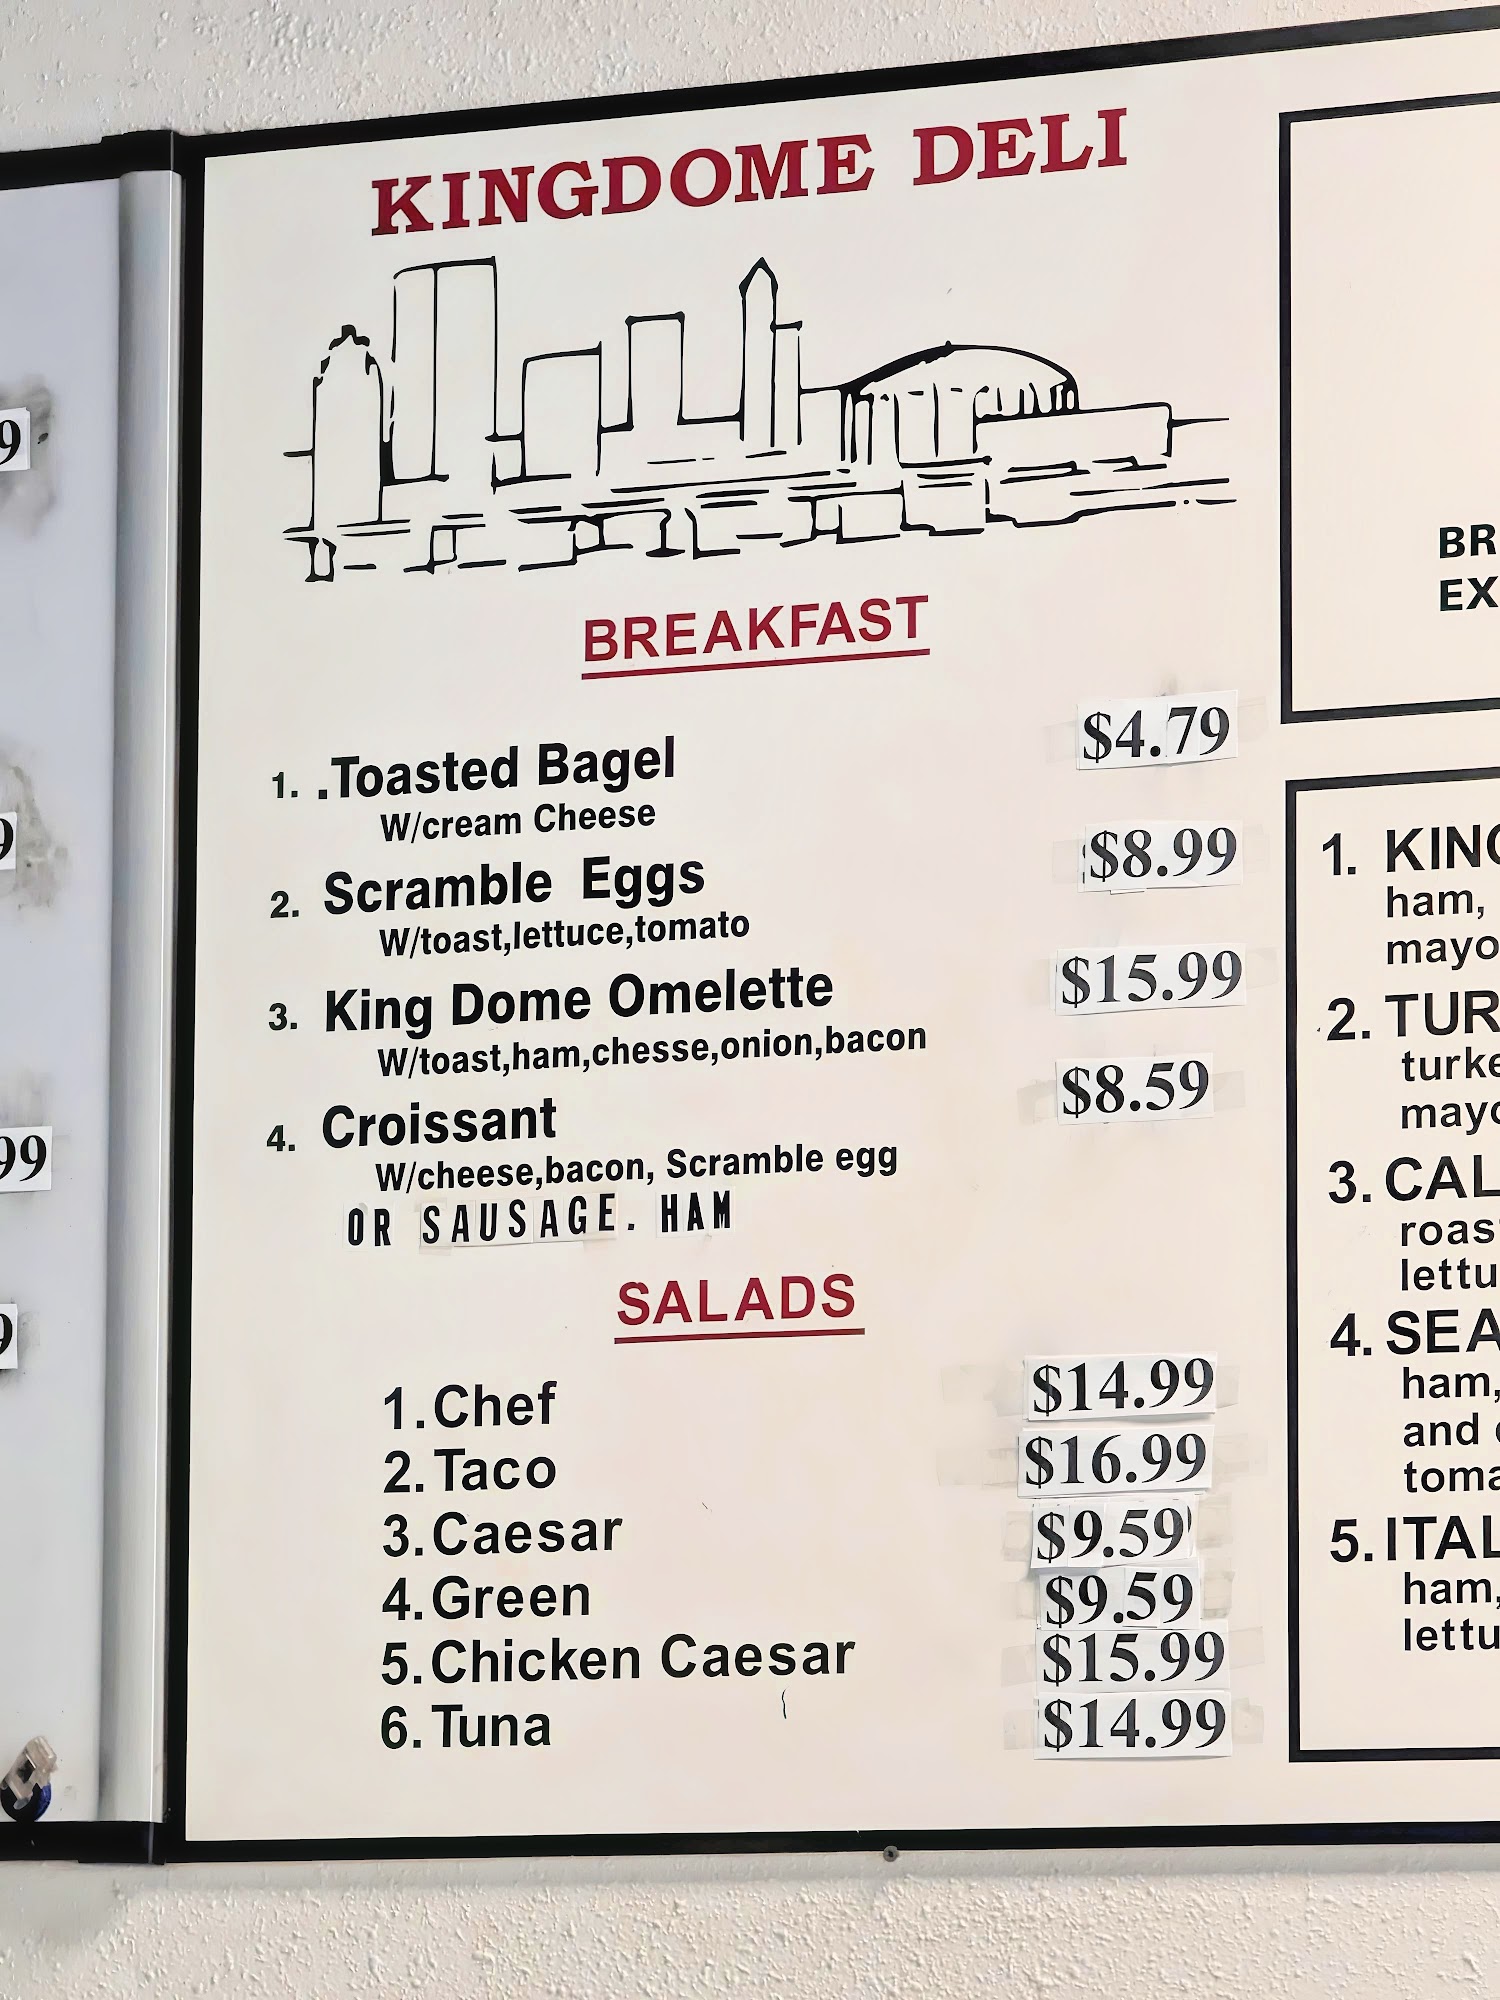 KINGDOME DELI
BREAKFAST
1. .Toasted Bagel $4.79
W/cream Cheese
2. Scramble Eggs $8.99
W/toast,lettuce,tomato
3. King Dome Omelette $15.99
W/toast,ham,chesse,onion,bacon
4. Croissant $8.59
W/cheese,bacon, Scramble egg
OR SAUSAGE. HAM
SALADS
1. Chef $14.99
2. Taco $16.99
3. Caesar $9.59
4. Green $9.59
5. Chicken Caesar $15.99
6. Tuna $14.99
1.
ham,
2.
3.
4.
ham,
and
5.
ham,